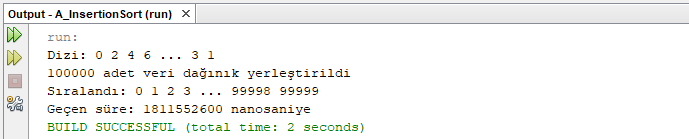 Output - A_InsertionSort (run) ×
run:
Dizi: 0 2 4 6 ... 3 1
100000 adet veri dağınık yerleştirildi
Sıralandı: 0 1 2 3 ... 99998 99999
Geçen süre: 1811552600 nanosaniye
BUILD SUCCESSFUL (total time: 2 seconds)